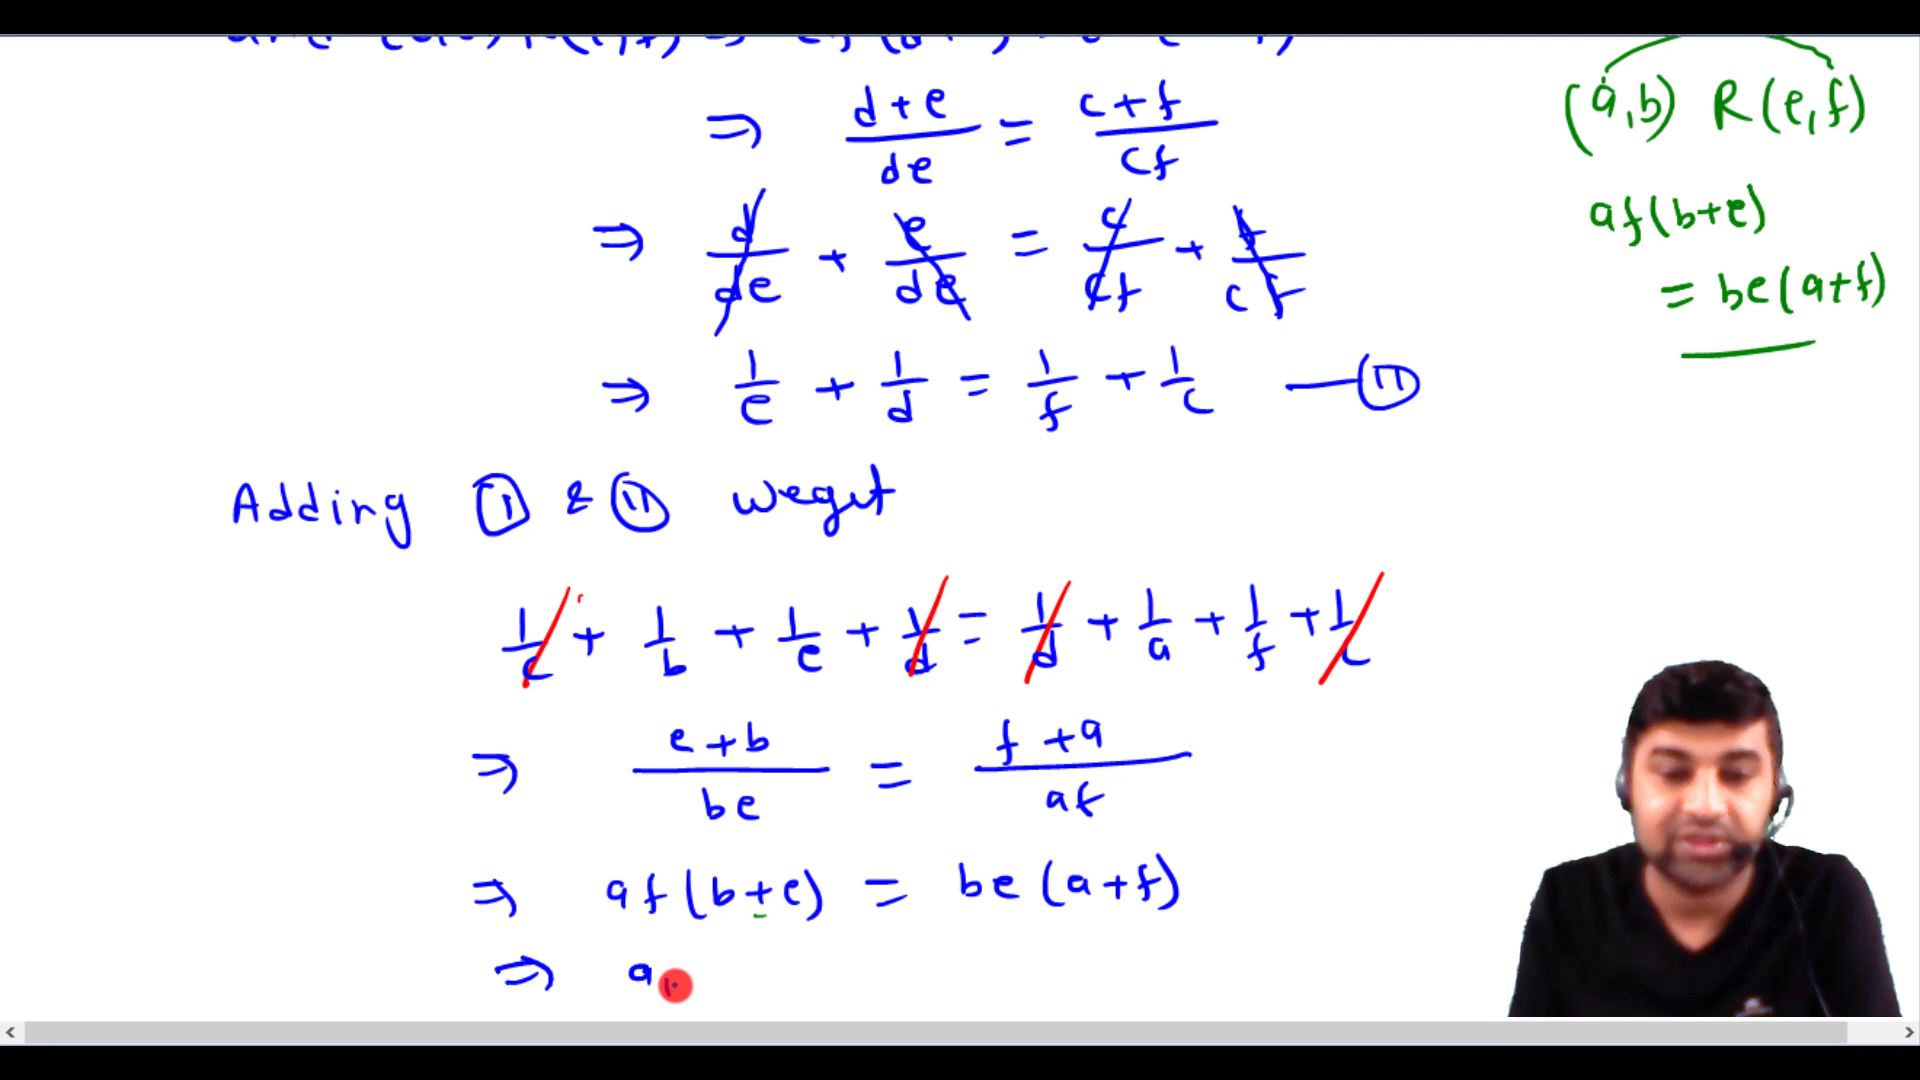 ⇒ d+e/de = c+f/cf
(a,b) R (e,f)
⇒ d/de + e/de = c/cf + f/cf
af(b+e)
= be(a+f)
⇒ 1/e + 1/d = 1/f + 1/c — (II)
Adding (I) & (II) we get
1/c + 1/b + 1/e + 1/d = 1/d + 1/a + 1/f + 1/c
⇒ e+b/be = f+a/af
⇒ af(b+e) = be(a+f)
⇒ a